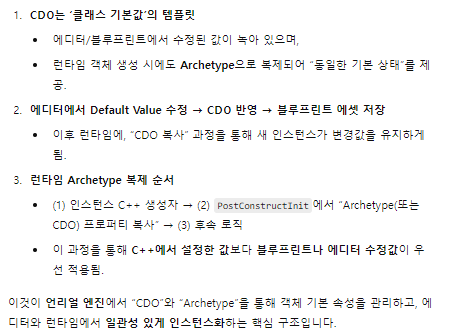 1. CDO는 '클래스 기본값'의 템플릿
• 에디터/블루프린트에서 수정된 값이 녹아 있으며,
• 런타임 객체 생성 시에도 Archetype으로 복제되어 "동일한 기본 상태"를 제
공.
2. 에디터에서 Default Value 수정 → CDO 반영 → 블루프린트 에셋 저장
• 이후 런타임에, "CDO 복사" 과정을 통해 새 인스턴스가 변경값을 유지하게
됨.
3. 런타임 Archetype 복제 순서
• (1) 인스턴스 C++ 생성자 → (2) PostConstructInit 에서 "Archetype(또는
CDO) 프로퍼티 복사" → (3) 후속 로직
• 이 과정을 통해 C++에서 설정한 값보다 블루프린트나 에디터 수정값이 우
선 적용됨.
이것이 언리얼 엔진에서 "CDO"와 "Archetype"을 통해 객체 기본 속성을 관리하고, 에
디터와 런타임에서 일관성 있게 인스턴스화하는 핵심 구조입니다.